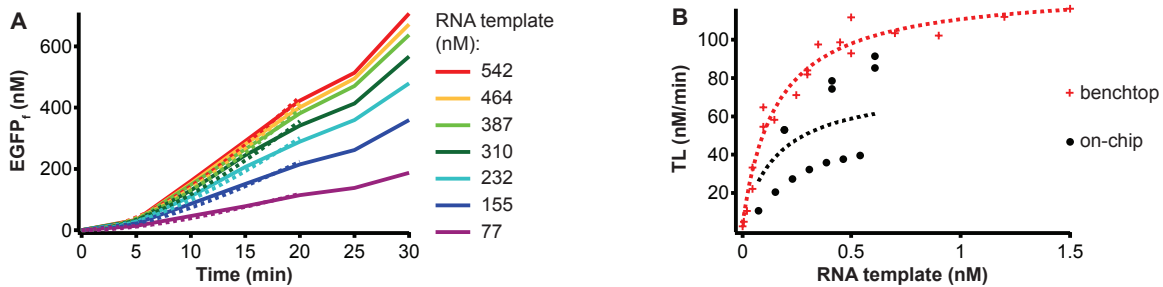 A
EGFPf (nM)
600
400
200
0
0 5 10 15 20 25 30
Time (min)
RNA template
(nM):
542
464
387
310
232
155
77
B
TL (nM/min)
100
80
60
40
20
0 0.5 1 1.5
RNA template (nM)
benchtop
on-chip